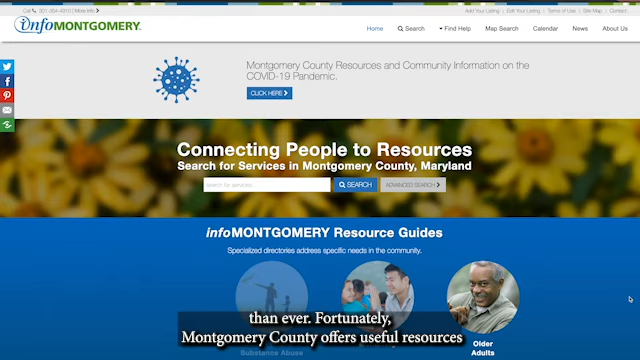 Call 301-354-4910 | More Info >
Add Your Listing | Edit Your Listing | Terms of Use | Site Map | Contact
infoMONTGOMERY
Home Search Find Help Map Search Calendar News About Us
Montgomery County Resources and Community Information on the
COVID-19 Pandemic.
CLICK HERE >
Connecting People to Resources
Search for Services in Montgomery County, Maryland
search for services... SEARCH ADVANCED SEARCH >
infoMONTGOMERY Resource Guides
Specialized directories address specific needs in the community.
than ever. Fortunately,
Montgomery County offers useful resources
Substance Abuse
Older
Adults